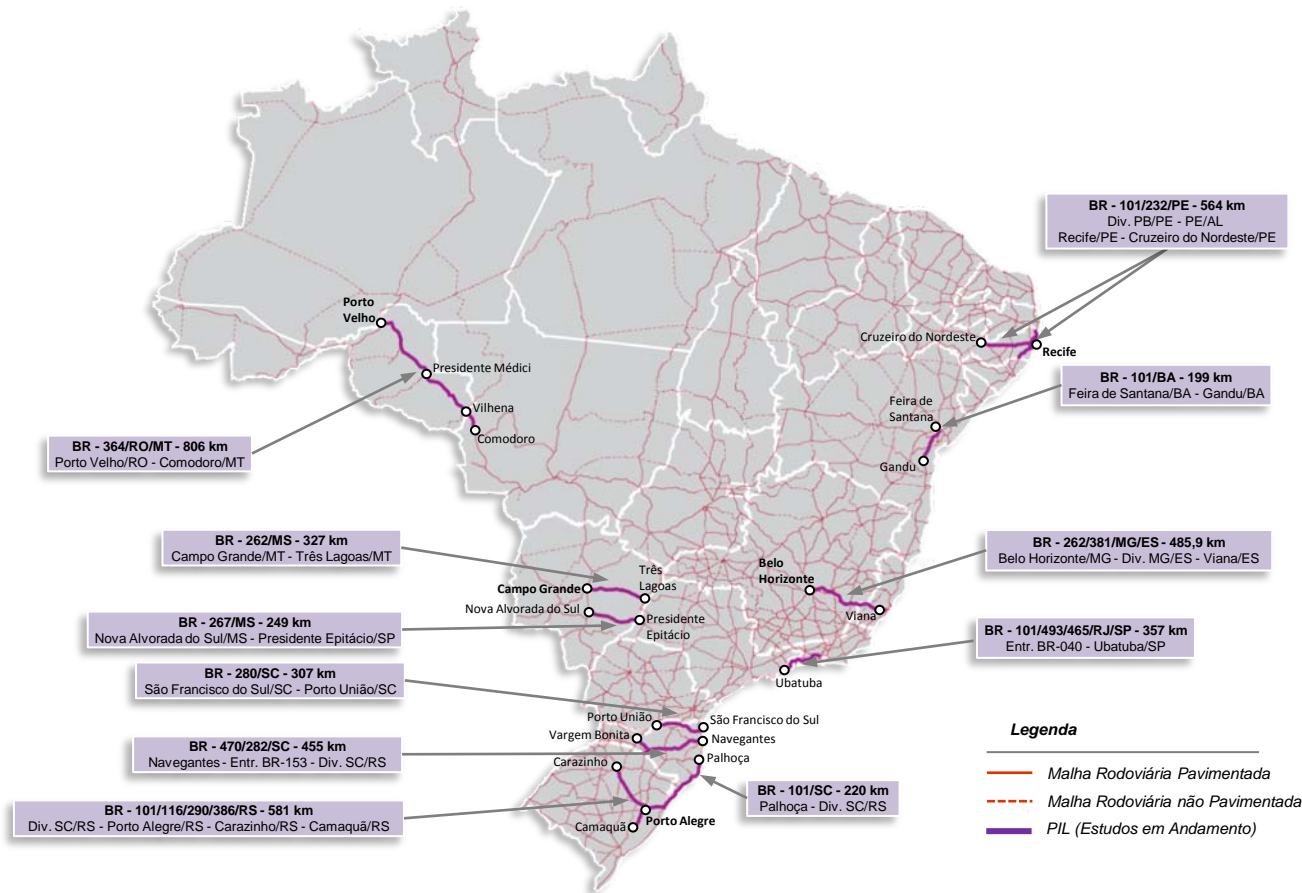 BR - 101/232/PE - 564 km
Div. PB/PE - PE/AL
Recife/PE - Cruzeiro do Nordeste/PE
Porto
Velho
Cruzeiro do Nordeste
Recife
Presidente Médici
BR - 101/BA - 199 km
Feira de Santana/BA - Gandu/BA
Feira de
Santana
Vilhena
Comodoro
BR - 364/RO/MT - 806 km
Porto Velho/RO - Comodoro/MT
Gandu
BR - 262/MS - 327 km
Campo Grande/MT - Três Lagoas/MT
BR - 262/381/MG/ES - 485,9 km
Belo Horizonte/MG - Div. MG/ES - Viana/ES
Belo
Horizonte
Três
Lagoas
Campo Grande
Nova Alvorada do Sul
Viana
Presidente
Epitácio
BR - 267/MS - 249 km
Nova Alvorada do Sul/MS - Presidente Epitácio/SP
BR - 101/493/465/RJ/SP - 357 km
Entr. BR-040 - Ubatuba/SP
BR - 280/SC - 307 km
São Francisco do Sul/SC - Porto União/SC
Ubatuba
Porto União
São Francisco do Sul
Vargem Bonita
Navegantes
BR - 470/282/SC - 455 km
Navegantes - Entr. BR-153 - Div. SC/RS
Carazinho
Palhoça
BR - 101/SC - 220 km
Palhoça - Div. SC/RS
BR - 101/116/290/386/RS - 581 km
Div. SC/RS - Porto Alegre/RS - Carazinho/RS - Camaquã/RS
Camaquã
Porto Alegre
Legenda
Malha Rodoviária Pavimentada
Malha Rodoviária não Pavimentada
PIL (Estudos em Andamento)